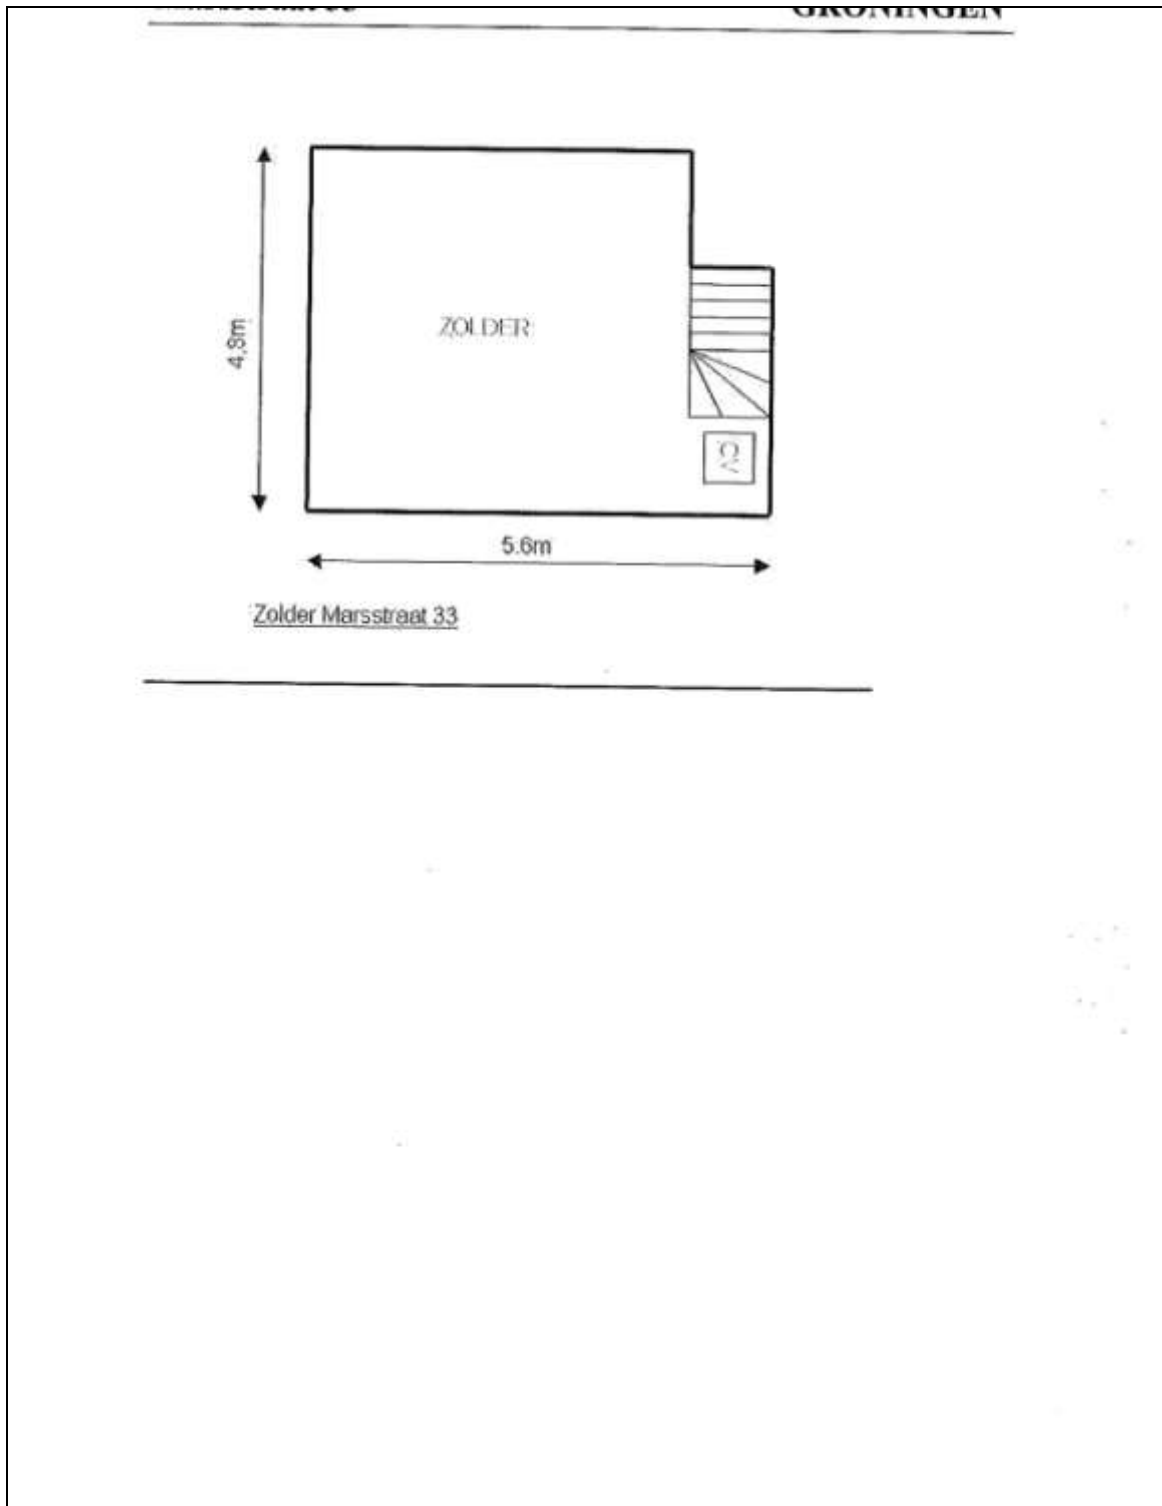 GRONINGEN
ZOLDER
4,8m
CV
5.6m
Zolder Marsstraat 33